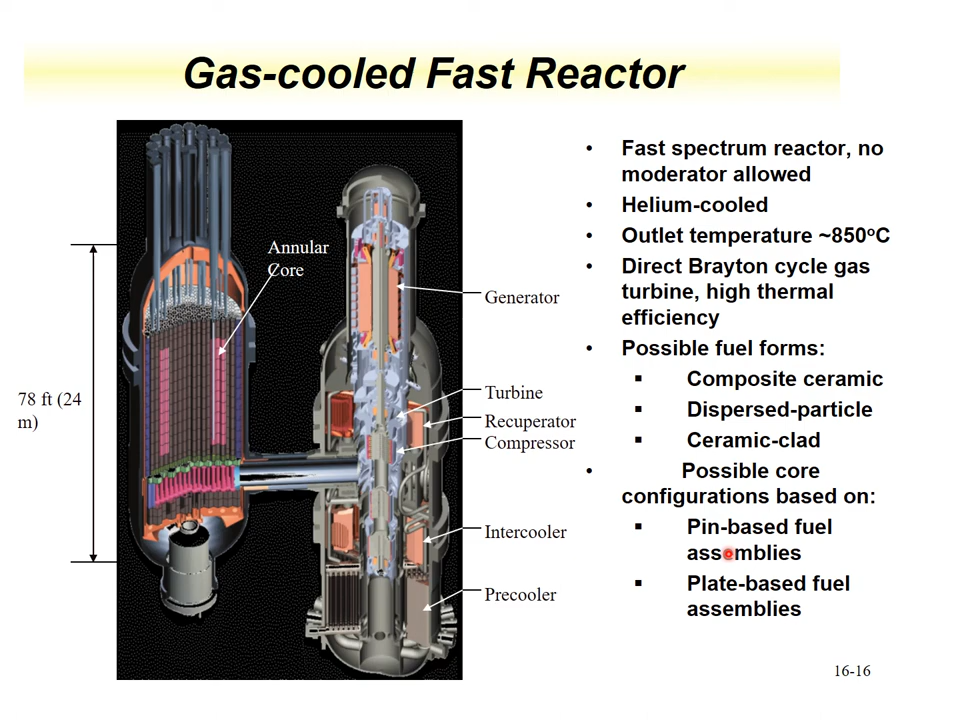 Gas-cooled Fast Reactor
Annular
Core
78 ft (24
m)
Generator
Turbine
Recuperator
Compressor
Intercooler
Precooler
• Fast spectrum reactor, no
moderator allowed
• Helium-cooled
• Outlet temperature ~850ºC
• Direct Brayton cycle gas
turbine, high thermal
efficiency
• Possible fuel forms:
▪ Composite ceramic
▪ Dispersed-particle
▪ Ceramic-clad
• Possible core
configurations based on:
▪ Pin-based fuel
assemblies
▪ Plate-based fuel
assemblies
16-16